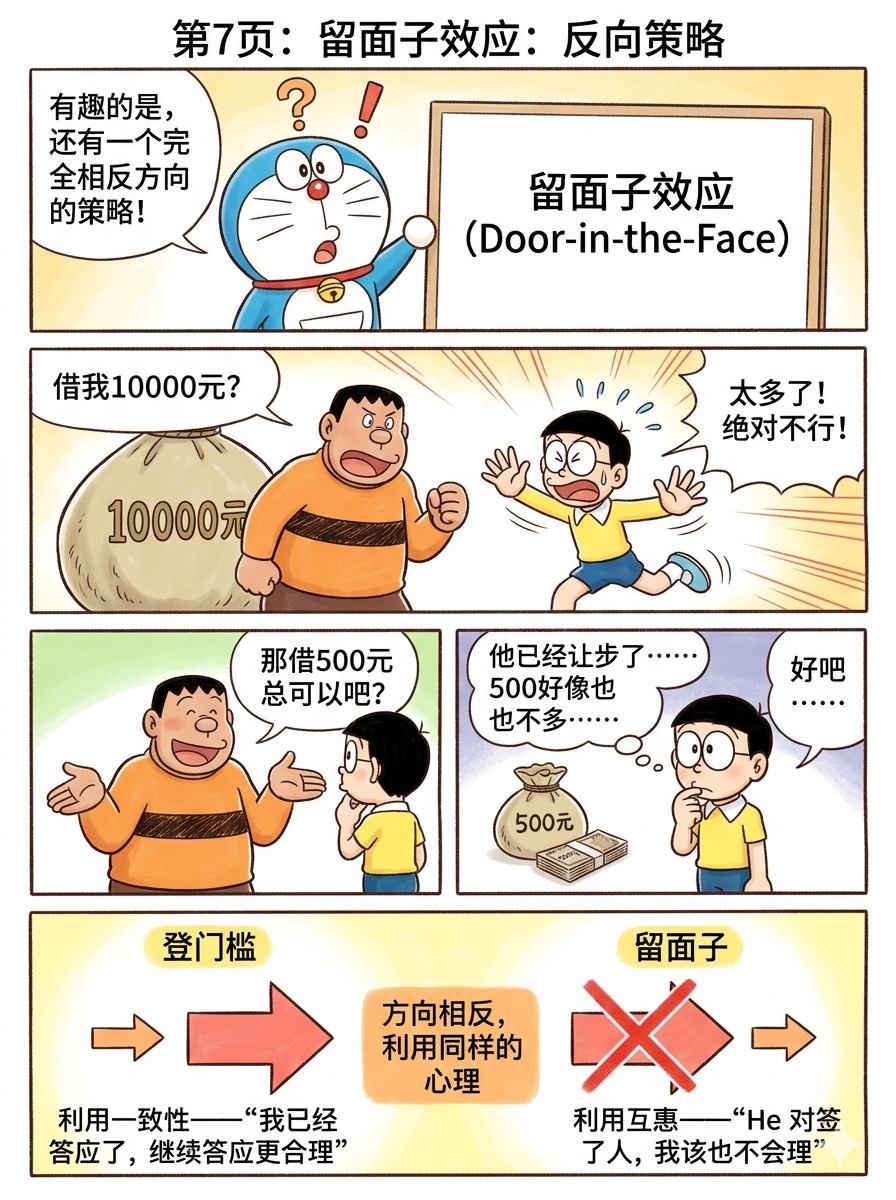 第7页：留面子效应：反向策略
有趣的是，
还有一个完
全相反方向
的策略！
?!
留面子效应
（Door-in-the-Face）
借我10000元？
10000元
太多了！
绝对不行！
那借500元
总可以吧？
他已经让步了……
500好像也
也不多……
好吧
……
500元
登门槛
留面子
方向相反，
利用同样的
心理
利用一致性——“我已经
答应了，继续答应更合理”
利用互惠——“He 对签
了人，我该也不会理”